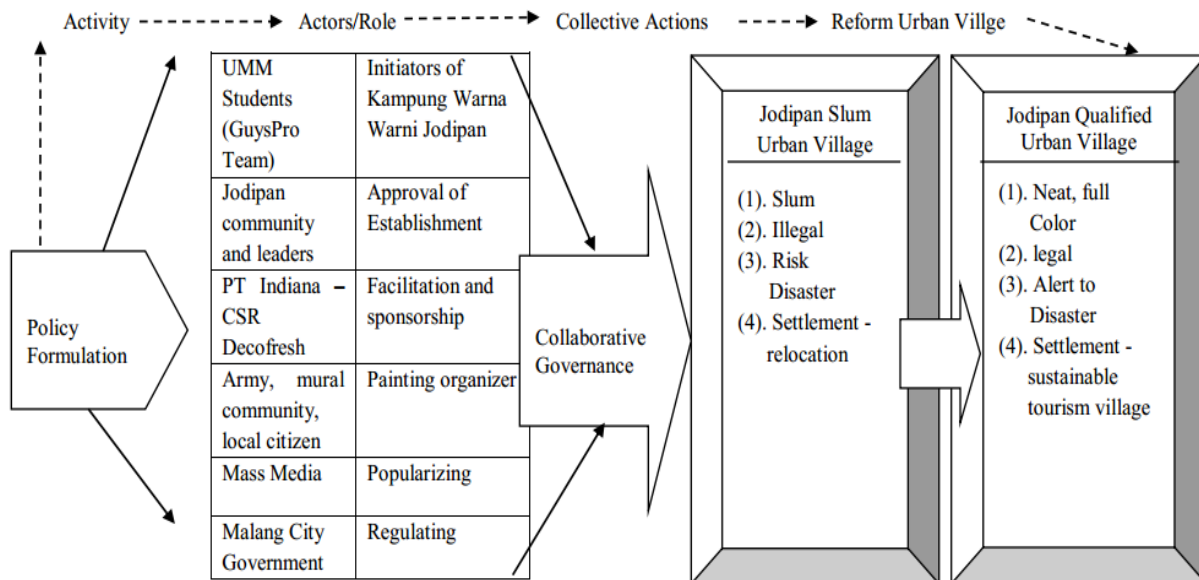 Activity
Actors/Role
Collective Actions
Reform Urban Villge
Policy
Formulation
UMM
Students
(GuysPro
Team)
Initiators of
Kampung Warna
Warni Jodipan
Jodipan
community
and leaders
Approval of
Establishment
PT Indiana –
CSR
Decofresh
Facilitation and
sponsorship
Army, mural
community,
local citizen
Painting organizer
Mass Media
Popularizing
Malang City
Government
Regulating
Collaborative
Governance
Jodipan Slum
Urban Village
(1). Slum
(2). Illegal
(3). Risk
Disaster
(4). Settlement -
relocation
Jodipan Qualified
Urban Village
(1). Neat, full
Color
(2). legal
(3). Alert to
Disaster
(4). Settlement -
sustainable
tourism village